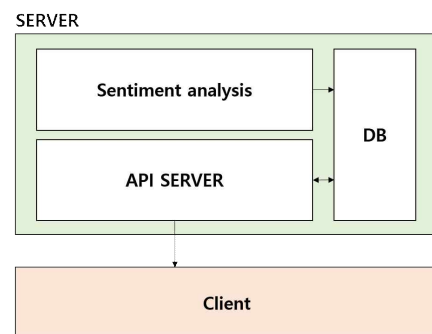 SERVER
Sentiment analysis
DB
API SERVER
Client